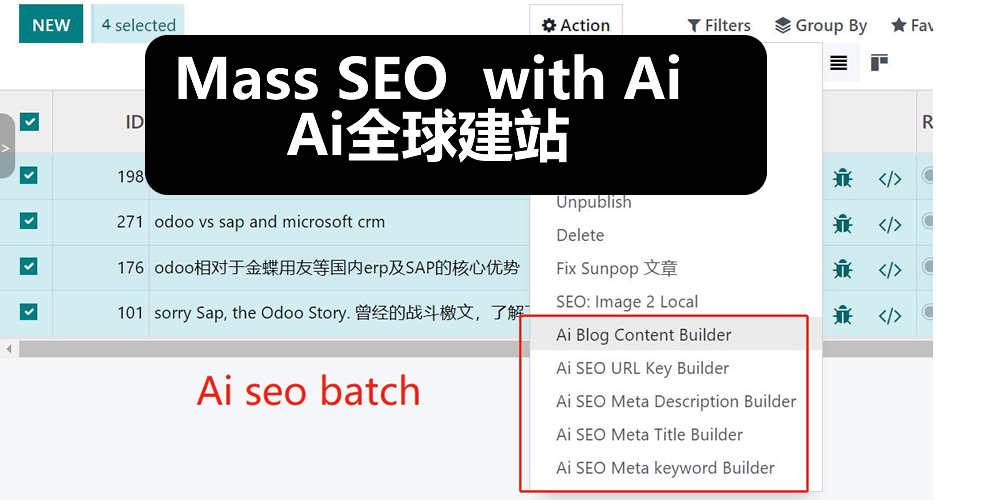 NEW
4 selected
Action
Filters
Group By
Fav
Mass SEO with Ai
Ai全球建站
ID
R
>
198
Unpublish
271 odoo vs sap and microsoft crm
Delete
176 odoo相对于金蝶用友等国内erp及SAP的核心优势
Fix Sunpop 文章
SEO: Image 2 Local
101 sorry Sap, the Odoo Story. 曾经的战斗檄文，了解
Ai Blog Content Builder
Ai SEO URL Key Builder
Ai SEO Meta Description Builder
Ai SEO Meta Title Builder
Ai SEO Meta keyword Builder
Ai seo batch